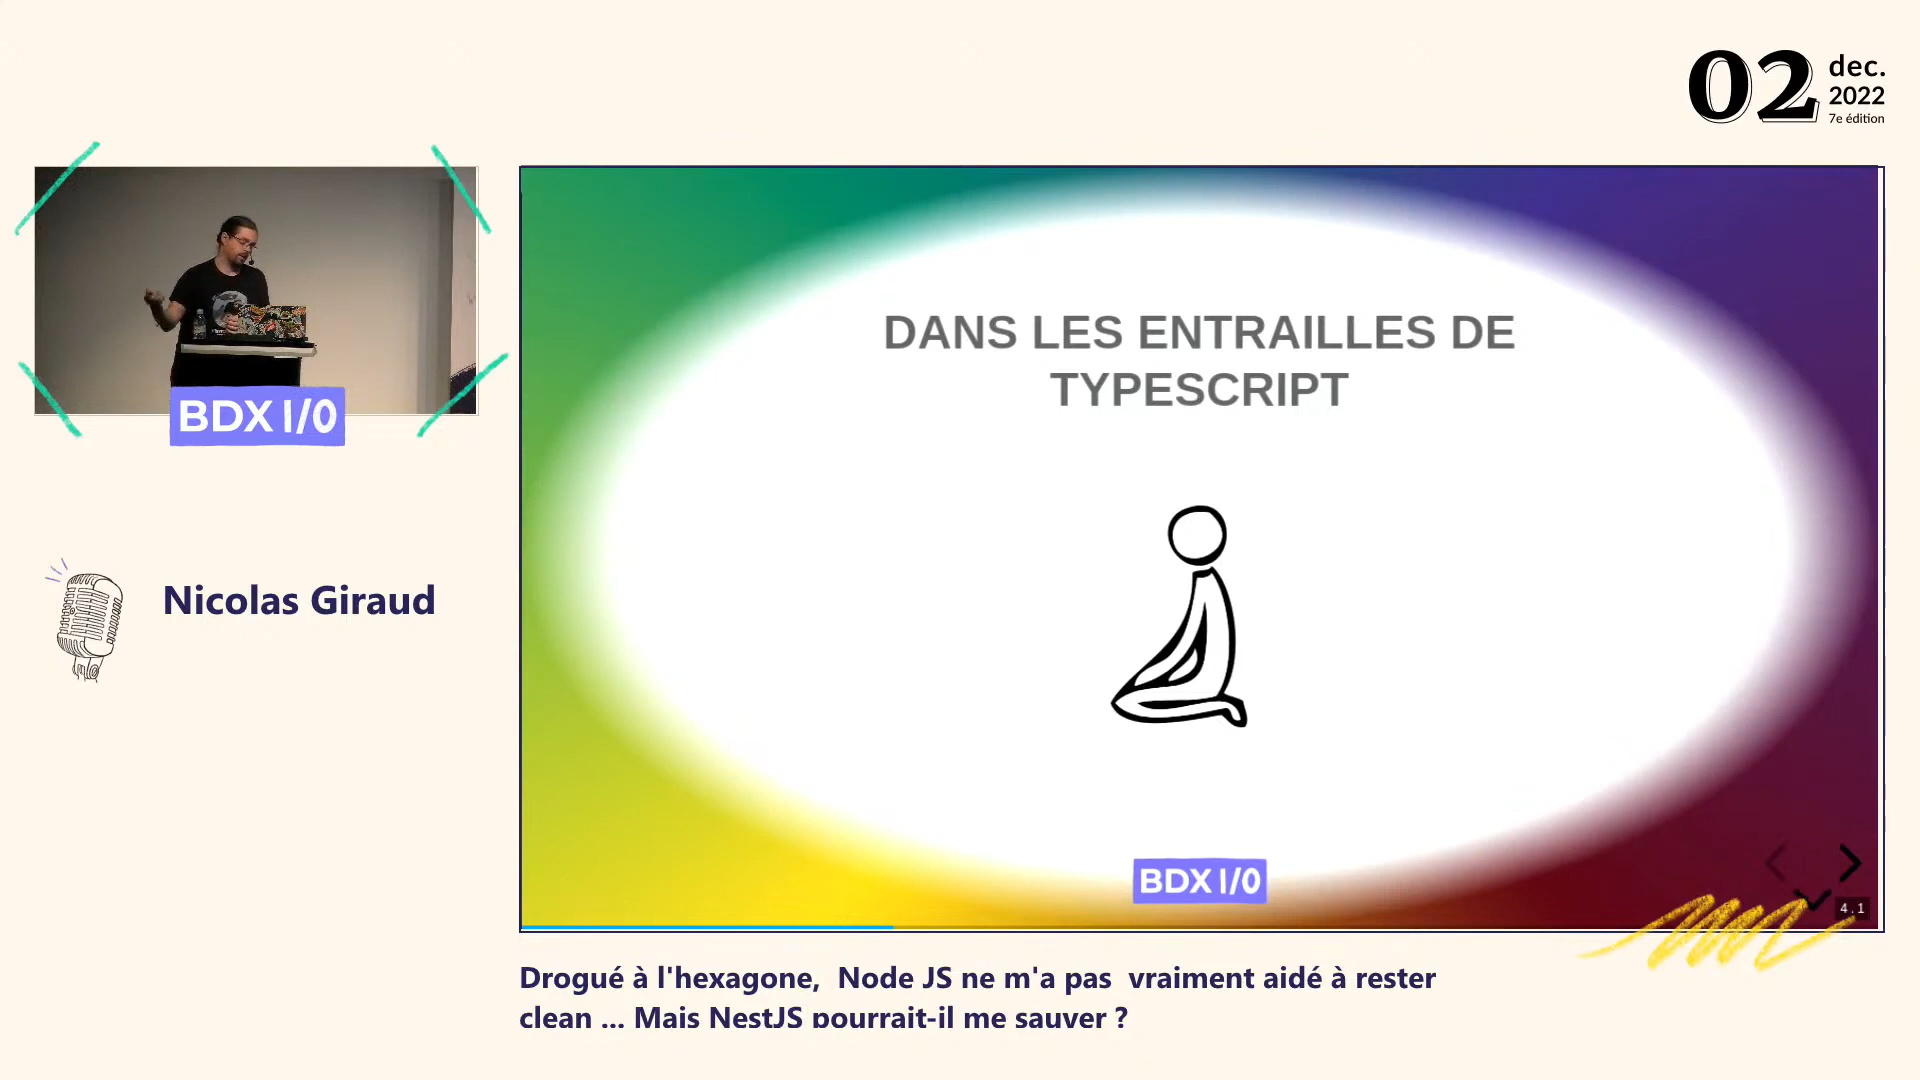 02
dec.
2022
7e édition
BDX I/O
Nicolas Giraud
DANS LES ENTRAILLES DE
TYPESCRIPT
BDX I/O
4.1
Drogué à l'hexagone, Node JS ne m'a pas vraiment aidé à rester
clean ... Mais NestJS pourrait-il me sauver ?